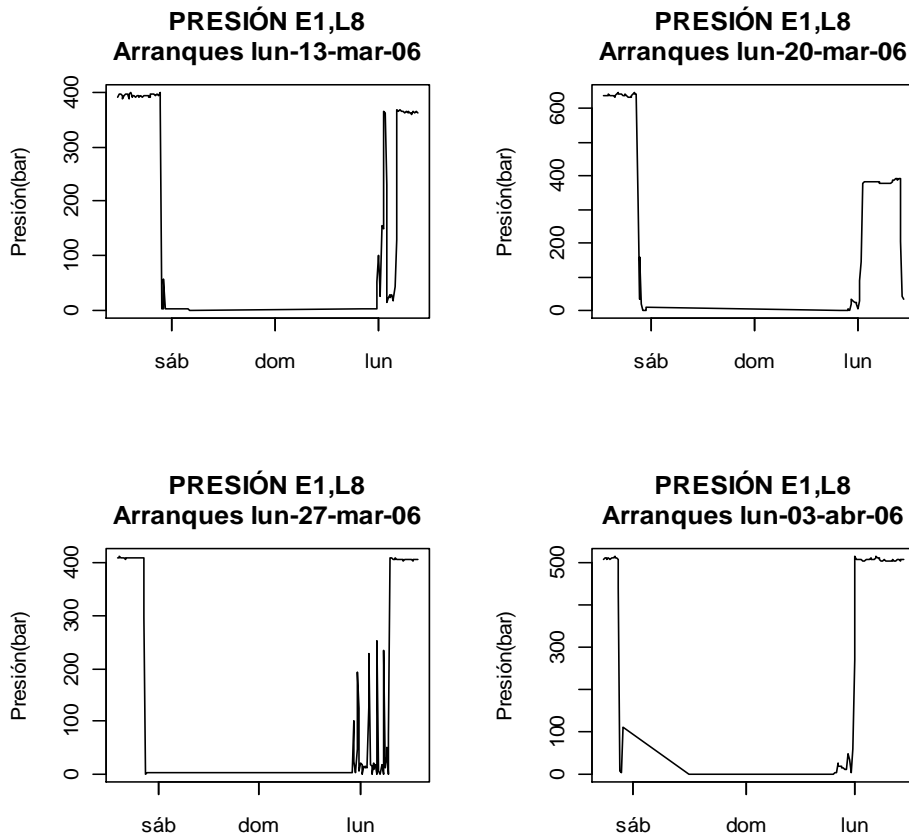 PRESIÓN E1,L8
Arranques lun-13-mar-06
Presión(bar)
400
300
200
100
0
sáb dom lun
PRESIÓN E1,L8
Arranques lun-20-mar-06
Presión(bar)
600
400
200
0
sáb dom lun
PRESIÓN E1,L8
Arranques lun-27-mar-06
Presión(bar)
400
300
200
100
0
sáb dom lun
PRESIÓN E1,L8
Arranques lun-03-abr-06
Presión(bar)
500
300
100
0
sáb dom lun